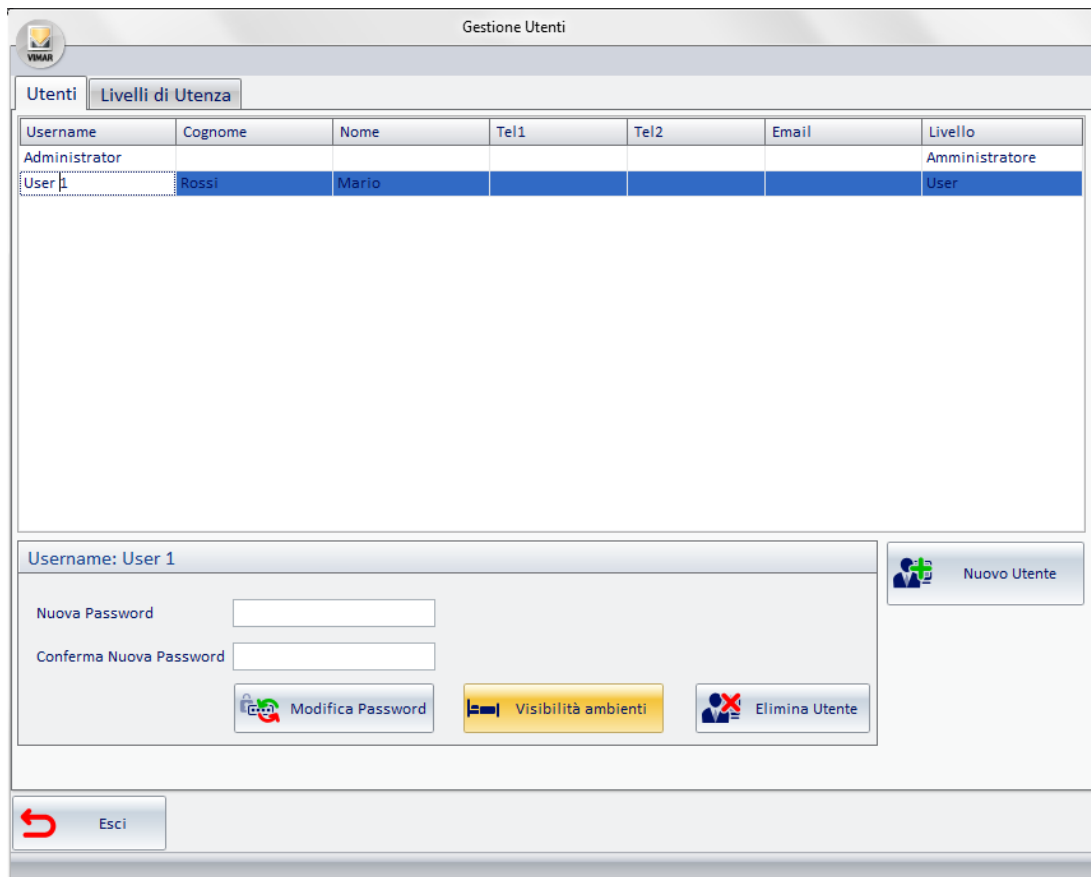 Gestione Utenti
VIMAR
Utenti Livelli di Utenza
Username Cognome Nome Tel1 Tel2 Email Livello
Administrator Amministratore
User 1 Rossi Mario User
Username: User 1
Nuovo Utente
Nuova Password
Conferma Nuova Password
Modifica Password Visibilità ambienti Elimina Utente
Esci